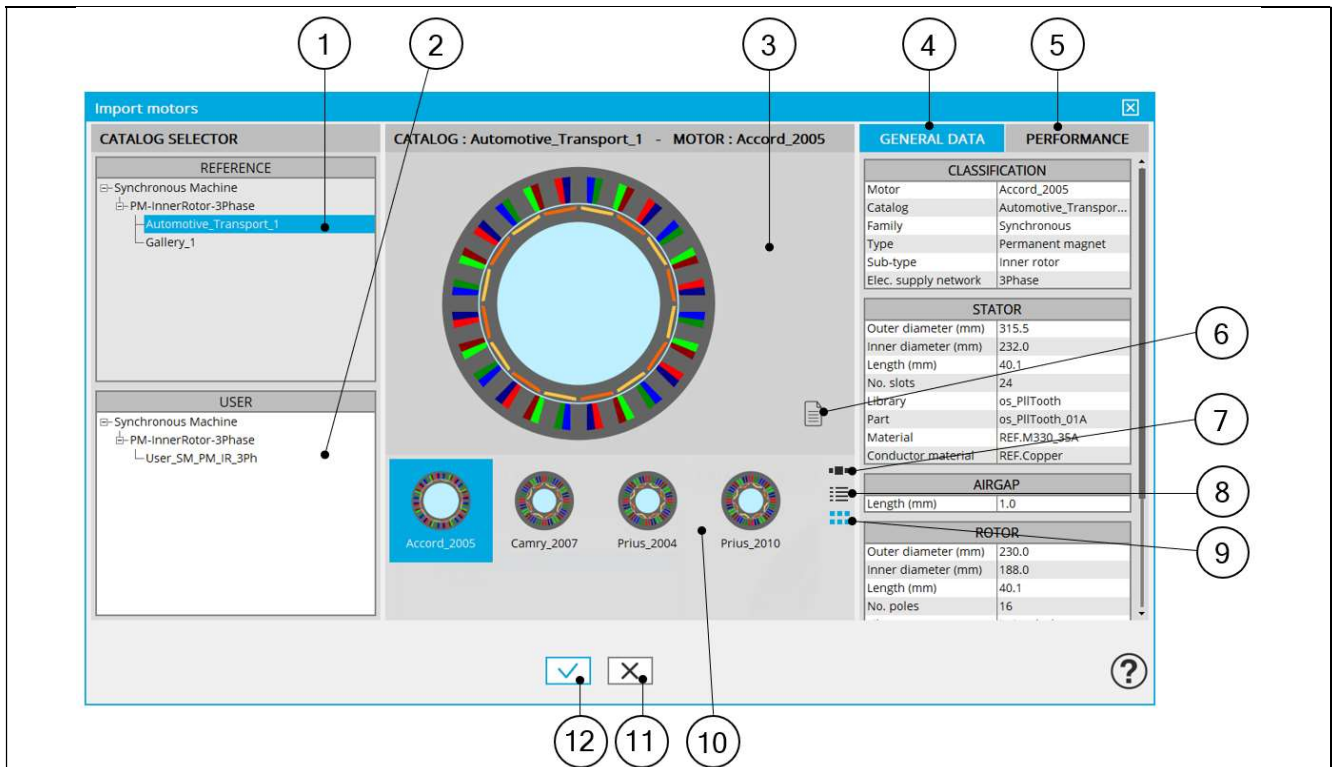 1
2
3
4
5
Import motors
CATALOG SELECTOR
REFERENCE
Synchronous Machine
PM-InnerRotor-3Phase
Automotive_Transport_1
Gallery_1
USER
Synchronous Machine
PM-InnerRotor-3Phase
User_SM_PM_IR_3Ph
CATALOG : Automotive_Transport_1 - MOTOR : Accord_2005
Accord_2005
Camry_2007
Prius_2004
Prius_2010
GENERAL DATA
PERFORMANCE
CLASSIFICATION
Motor Accord_2005
Catalog Automotive_Transpor...
Family Synchronous
Type Permanent magnet
Sub-type Inner rotor
Elec. supply network 3Phase
STATOR
Outer diameter (mm) 315.5
Inner diameter (mm) 232.0
Length (mm) 40.1
No. slots 24
Library os_PllTooth
Part os_PllTooth_01A
Material REF.M330_35A
Conductor material REF.Copper
AIRGAP
Length (mm) 1.0
ROTOR
Outer diameter (mm) 230.0
Inner diameter (mm) 188.0
Length (mm) 40.1
No. poles 16
6
7
8
9
?
12
11
10